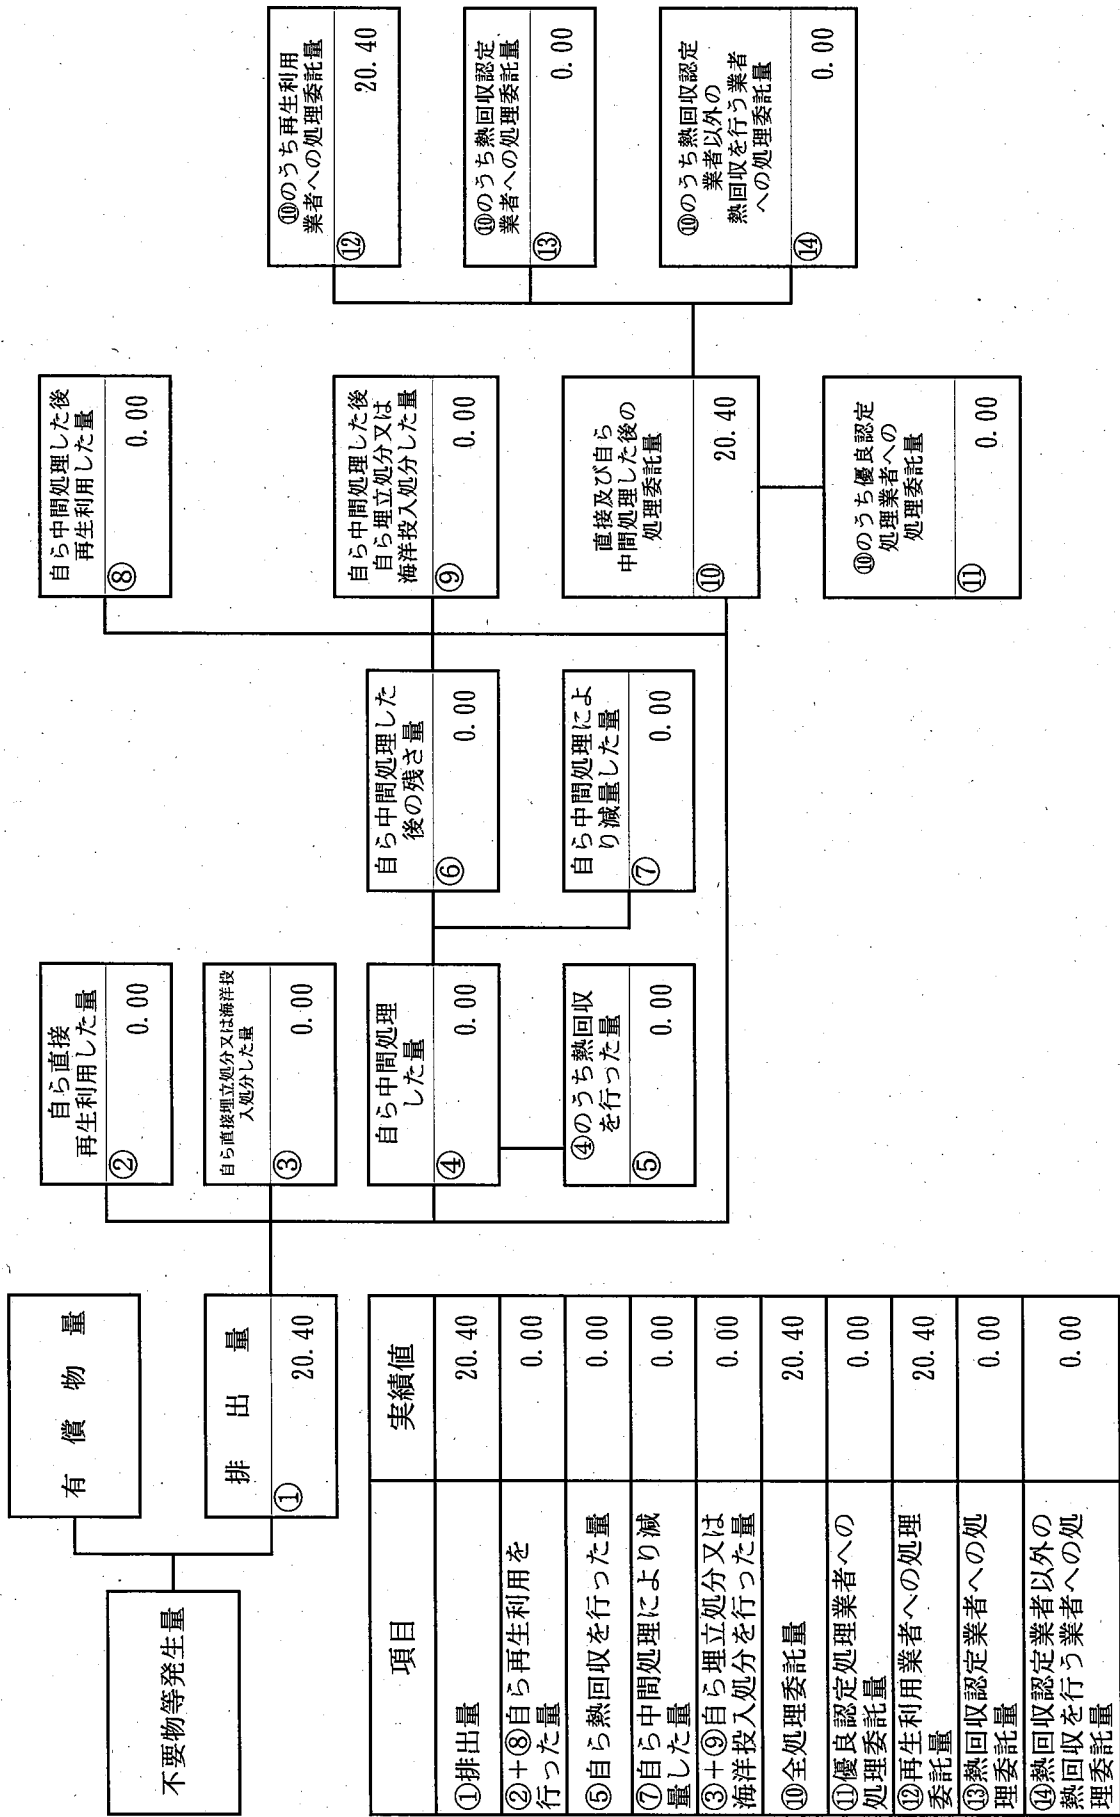 不要物等発生量
有償物量
排出量
①
20.40
自ら直接
再生利用した量
②
0.00
自ら直接埋立処分又は海洋投
入処分した量
③
0.00
自ら中間処理
した量
④
0.00
④のうち熱回収
を行った量
⑤
0.00
自ら中間処理した
後の残さ量
⑥
0.00
自ら中間処理によ
り減量した量
⑦
0.00
自ら中間処理した後
再生利用した量
⑧
0.00
自ら中間処理した後
自ら埋立処分又は
海洋投入処分した量
⑨
0.00
直接及び自ら
中間処理した後の
処理委託量
⑩
20.40
⑩のうち優良認定
処理業者への
処理委託量
⑪
0.00
⑩のうち再生利用
業者への処理委託量
⑫
20.40
⑩のうち熱回収認定
業者への処理委託量
⑬
0.00
⑩のうち熱回収認定
業者以外の
熱回収を行う業者
への処理委託量
⑭
0.00
項目
実績値
①排出量
20.40
②+⑧自ら再生利用を
行った量
0.00
⑤自ら熱回収を行った量
0.00
⑦自ら中間処理により減
量した量
0.00
③+⑨自ら埋立処分又は
海洋投入処分を行った量
0.00
⑩全処理委託量
20.40
⑪優良認定処理業者への
処理委託量
0.00
⑫再生利用業者への処理
委託量
20.40
⑬熱回収認定業者への処
理委託量
0.00
⑭熱回収認定業者以外の
熱回収を行う業者への処
理委託量
0.00